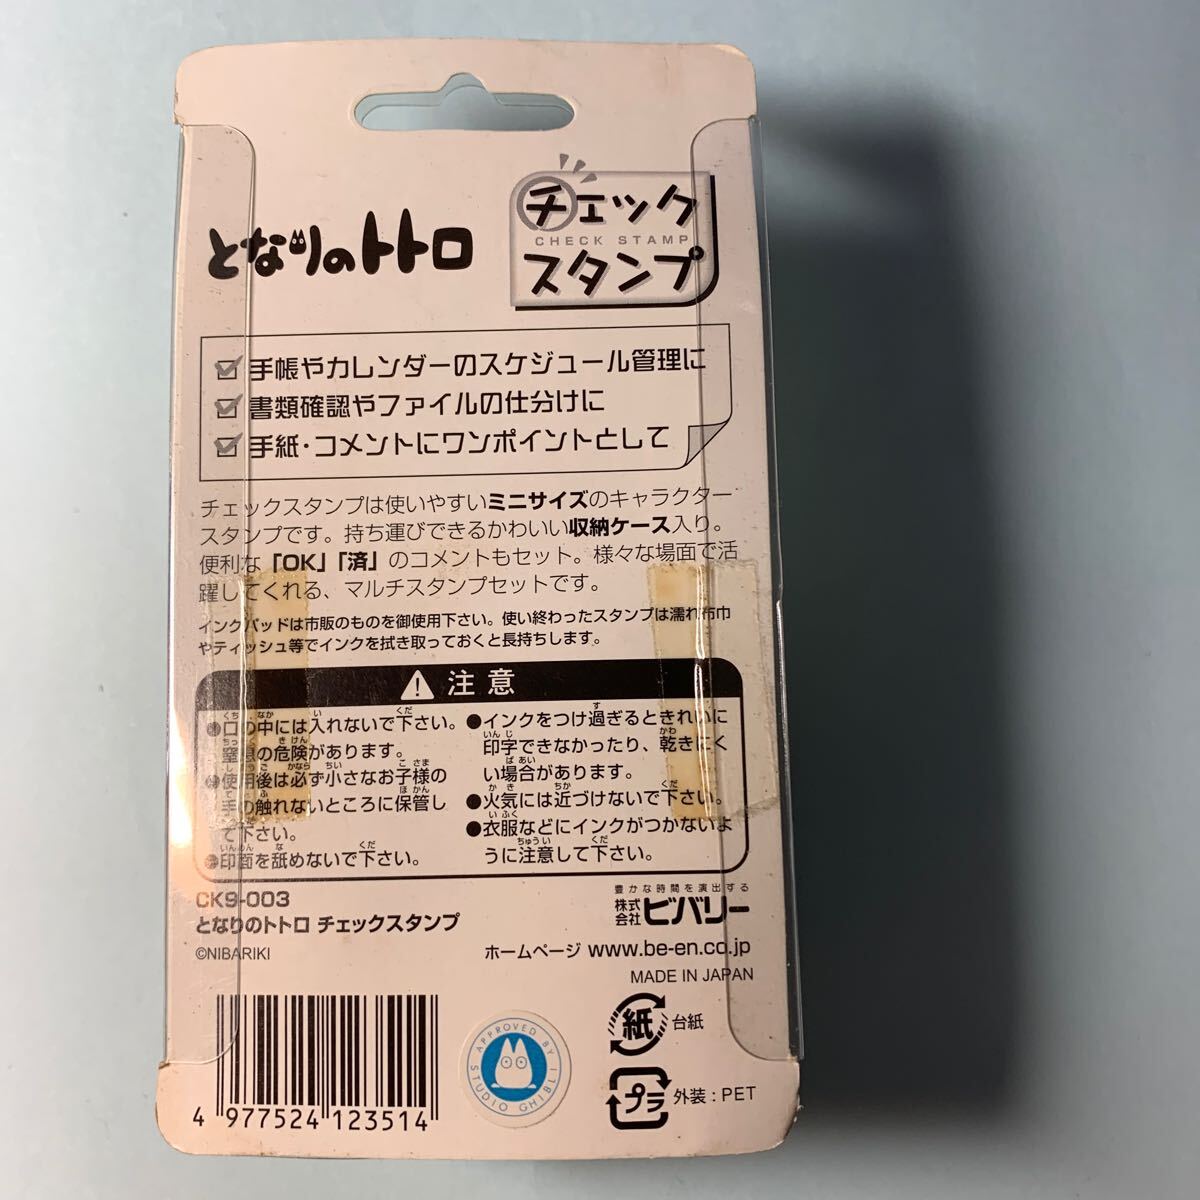 となりのトトロ
チェック
CHECK STAMP
スタンプ
手帳やカレンダーのスケジュール管理に
書類確認やファイルの仕分けに
手紙・コメントにワンポイントとして
チェックスタンプは使いやすいミニサイズのキャラクター
スタンプです。持ち運びできるかわいい収納ケース入り。
便利な「OK」「済」のコメントもセット。様々な場面で活
躍してくれる、マルチスタンプセットです。
インクパッドは市販のものを御使用下さい。使い終わったスタンプは濡れ布巾
やティッシュ等でインクを拭き取っておくと長持ちします。
注意
●口の中には入れないで下さい。
窒息の危険があります。
●使用後は必ず小さなお子様の
手の触れないところに保管し
て下さい。
●印面を舐めないで下さい。
●インクをつけ過ぎるときれいに
印字できなかったり、乾きにく
い場合があります。
●火気には近づけないで下さい。
●衣服などにインクがつかないよ
うに注意して下さい。
CK9-003
となりのトトロ チェックスタンプ
©NIBARIKI
豊かな時間を演出する
株式会社 ビバリー
ホームページ www.be-en.co.jp
MADE IN JAPAN
紙 台紙
プラ 外装：PET
APPROVED BY
STUDIO GHIBLI
4 977524 123514